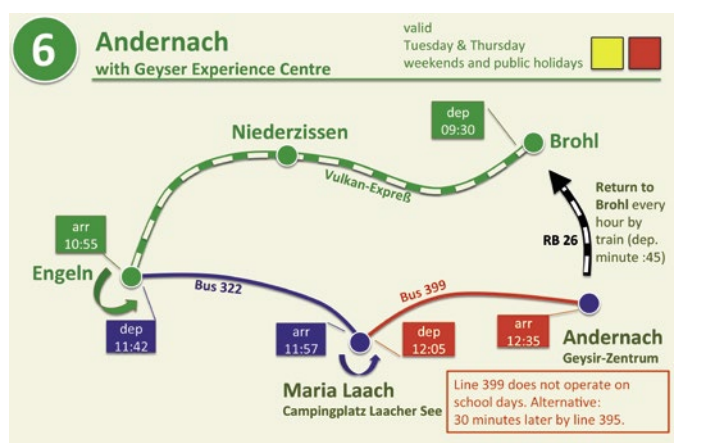 6
Andernach
with Geyser Experience Centre
valid
Tuesday & Thursday
weekends and public holidays
dep
09:30
Niederzissen
Brohl
Vulkan-Expreß
Return to
Brohl every
hour by
train (dep.
minute :45)
RB 26
arr
10:55
Engeln
Bus 322
Bus 399
dep
11:42
arr
11:57
dep
12:05
arr
12:35
Andernach
Geysir-Zentrum
Maria Laach
Campingplatz Laacher See
Line 399 does not operate on
school days. Alternative:
30 minutes later by line 395.